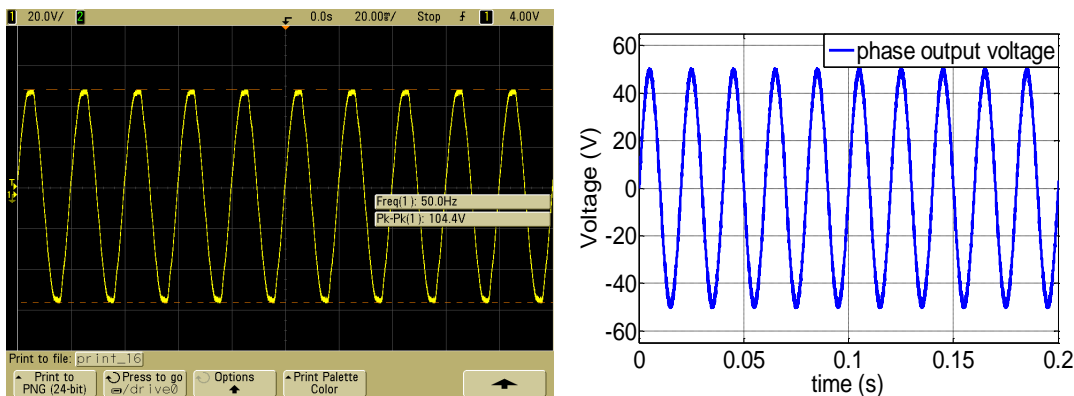 1 20.0V/ 2 0.0s 20.00㎳/ Stop 1 4.00V
T
1
Freq(1): 50.0Hz
Pk-Pk(1): 104.4V
Print to file: print_16
Print to
PNG (24-bit)
Press to go
/drive0
Options
Print Palette
Color
phase output voltage
Voltage (V)
60
40
20
0
-20
-40
-60
0 0.05 0.1 0.15 0.2
time (s)